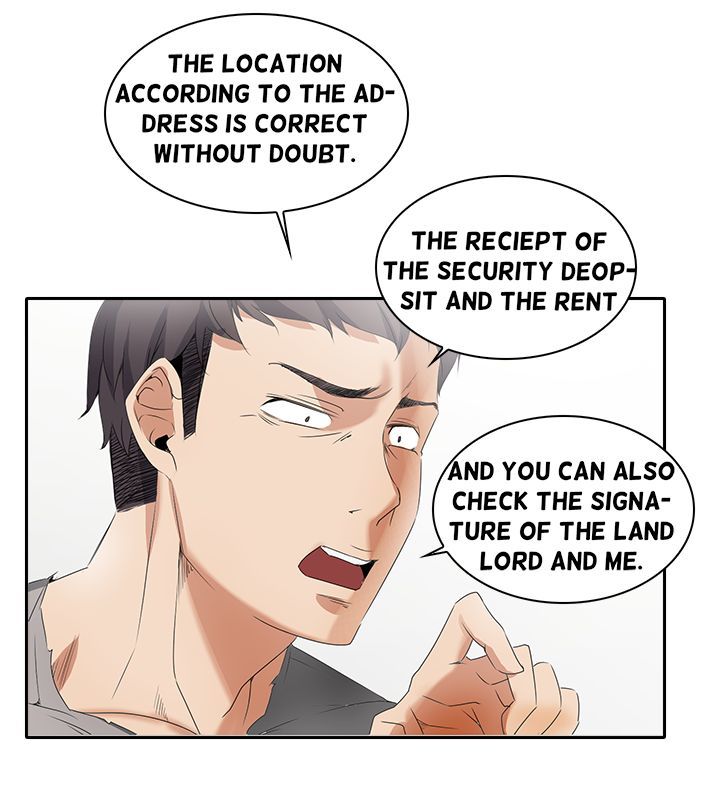 THE LOCATION
ACCORDING TO THE AD-
DRESS IS CORRECT
WITHOUT DOUBT.
THE RECIEPT OF
THE SECURITY DEOP-
SIT AND THE RENT
AND YOU CAN ALSO
CHECK THE SIGNA-
TURE OF THE LAND
LORD AND ME.